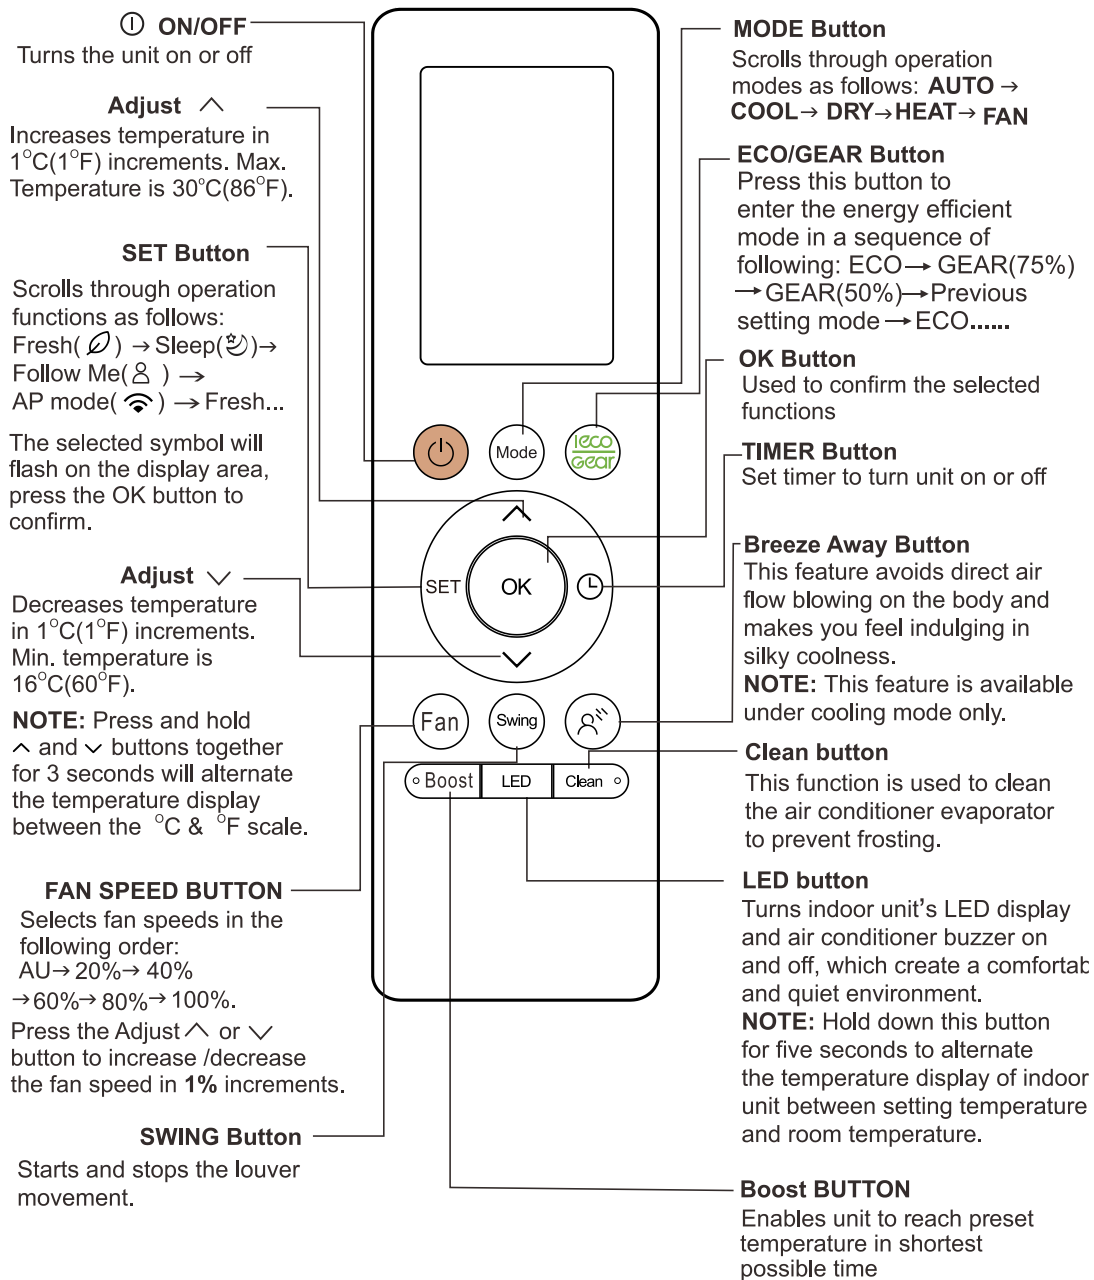 ON/OFF
Turns the unit on or off
Adjust ︿
Increases temperature in
1°C(1°F) increments. Max.
Temperature is 30°C(86°F).
SET Button
Scrolls through operation
functions as follows:
Fresh( ) →Sleep( )→
Follow Me( ) →
AP mode( ) →Fresh...
The selected symbol will
flash on the display area,
press the OK button to
confirm.
Adjust ﹀
Decreases temperature
in 1°C(1°F) increments.
Min. temperature is
16°C(60°F).
NOTE: Press and hold
︿ and ﹀ buttons together
for 3 seconds will alternate
the temperature display
between the °C & °F scale.
FAN SPEED BUTTON
Selects fan speeds in the
following order:
AU→20%→40%
→60%→80%→100%.
Press the Adjust ︿ or ﹀
button to increase /decrease
the fan speed in 1% increments.
SWING Button
Starts and stops the louver
movement.
Mode
ieco
Gear
SET
OK
Fan
Swing
Boost
LED
Clean
MODE Button
Scrolls through operation
modes as follows: AUTO →
COOL→ DRY→HEAT→ FAN
ECO/GEAR Button
Press this button to
enter the energy efficient
mode in a sequence of
following: ECO→ GEAR(75%)
→GEAR(50%)→Previous
setting mode →ECO......
OK Button
Used to confirm the selected
functions
TIMER Button
Set timer to turn unit on or off
Breeze Away Button
This feature avoids direct air
flow blowing on the body and
makes you feel indulging in
silky coolness.
NOTE: This feature is available
under cooling mode only.
Clean button
This function is used to clean
the air conditioner evaporator
to prevent frosting.
LED button
Turns indoor unit's LED display
and air conditioner buzzer on
and off, which create a comfortab
and quiet environment.
NOTE: Hold down this button
for five seconds to alternate
the temperature display of indoor
unit between setting temperature
and room temperature.
Boost BUTTON
Enables unit to reach preset
temperature in shortest
possible time